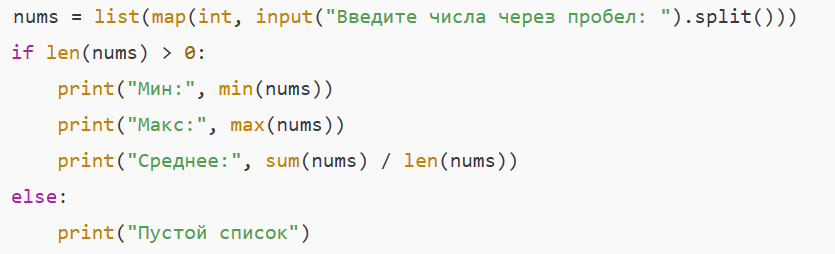 nums = list(map(int, input("Введите числа через пробел: ").split()))
if len(nums) > 0:
    print("Мин:", min(nums))
    print("Макс:", max(nums))
    print("Среднее:", sum(nums) / len(nums))
else:
    print("Пустой список")